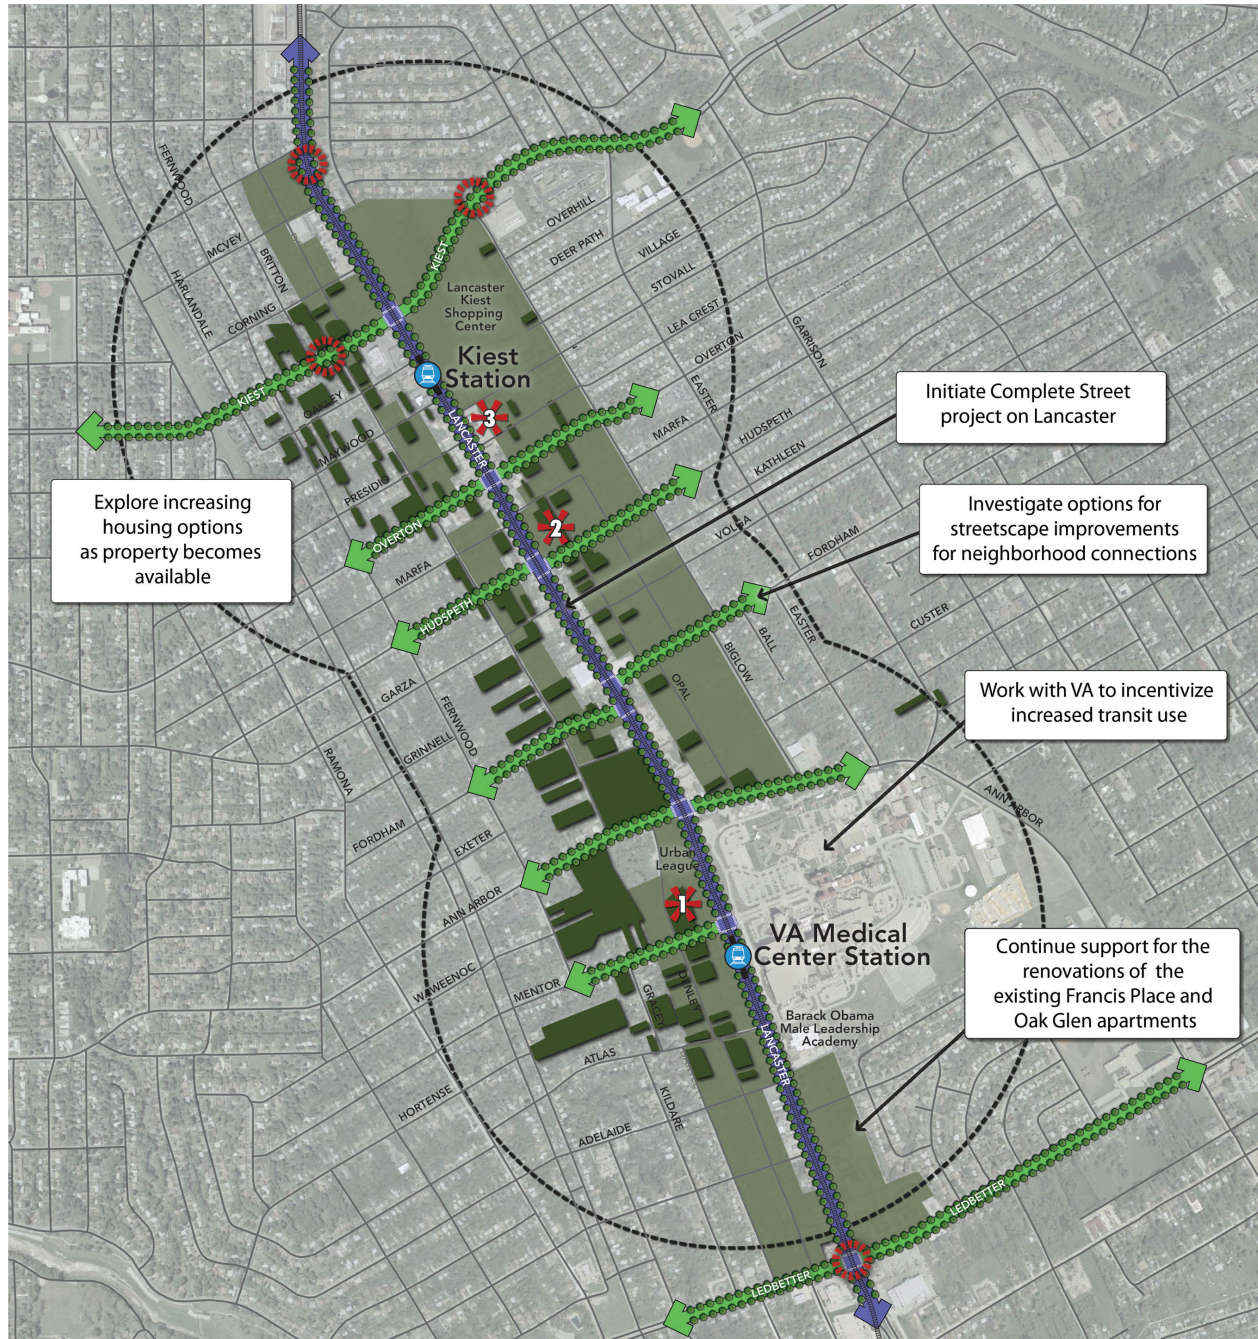 FERNWOOD
MCVEY
HARLANDALE
BRITTON
CORNING
KIEST
OVERHILL
DEER PATH
VILLAGE
STOVALL
LEA CREST
OVERTON
GARRISON
EASTER
Lancaster
Kiest
Shopping
Center
Kiest
Station
KIEST
OAKLEY
MAYWOOD
PRESIDIO
LANCASTER
3
MARFA
HUDSPETH
KATHLEEN
Initiate Complete Street
project on Lancaster
Explore increasing
housing options
as property becomes
available
2
OVERTON
MARFA
HUDSPETH
VOLGA
FORDHAM
Investigate options for
streetscape improvements
for neighborhood connections
EASTER
BALL
BIGLOW
CUSTER
OPAL
GARZA
FERNWOOD
GRINNELL
RAMONA
FORDHAM
EXETER
Work with VA to incentivize
increased transit use
ANN ARBOR
Urban
League
ANN ARBOR
1
VA Medical
Center Station
WAWEENOC
MENTOR
GRACEY
DUNLEY
Barack Obama
Male Leadership
Academy
Continue support for the
renovations of the
existing Francis Place and
Oak Glen apartments
LANCASTER
ATLAS
HORTENSE
KILDARE
ADELAIDE
LEDBETTER
LEDBETTER